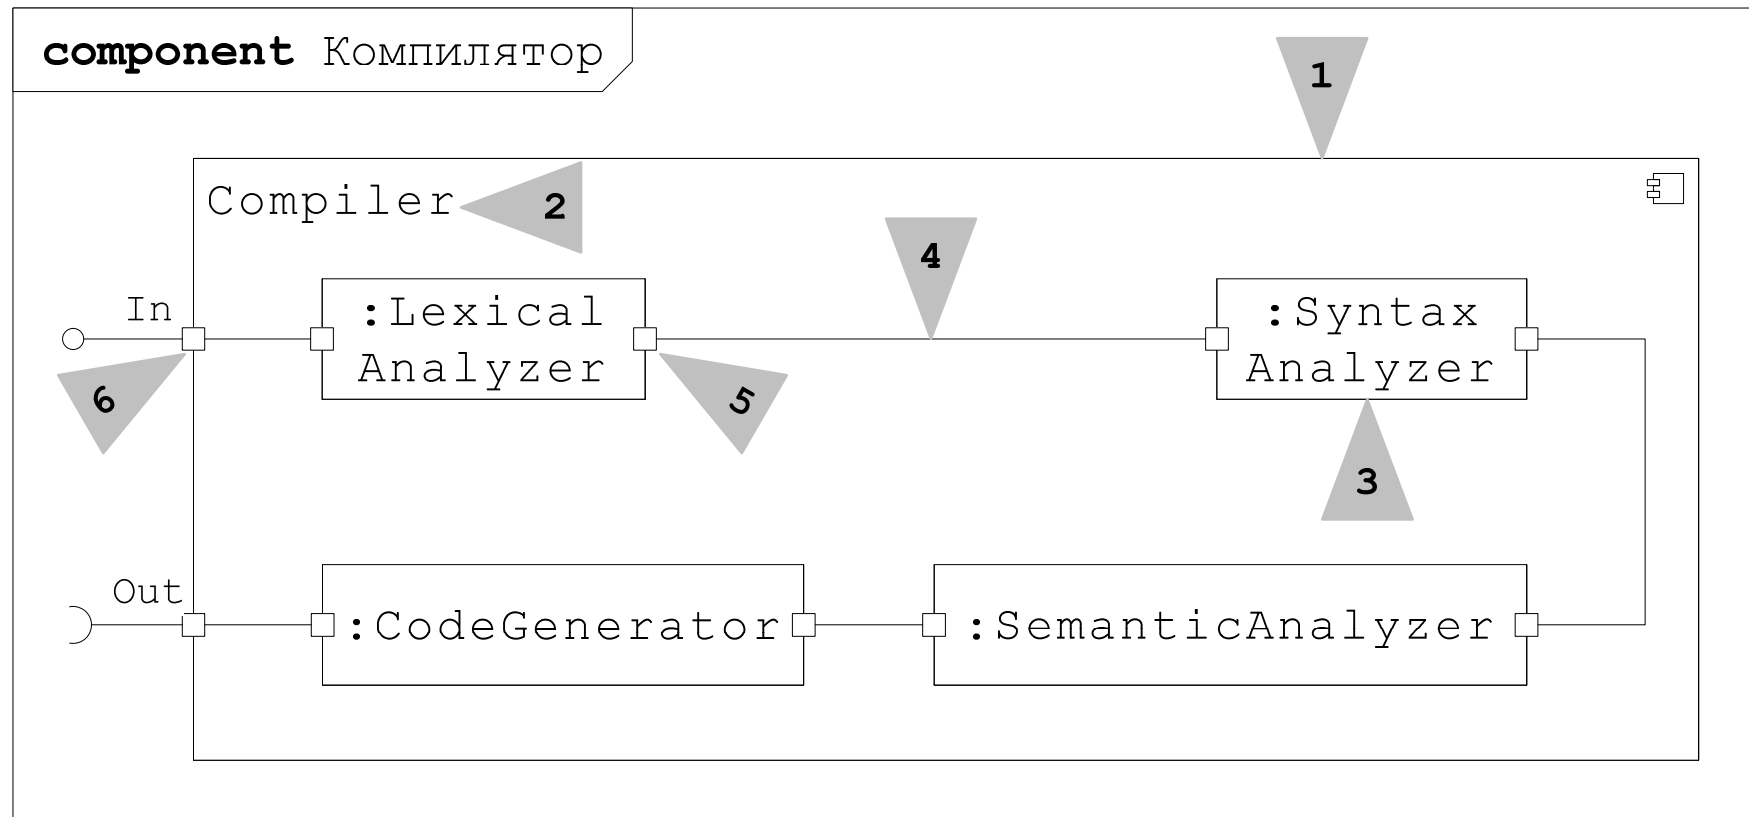 component Компилятор
1
Compiler
2
4
In
:Lexical
Analyzer
:Syntax
Analyzer
6
5
3
Out
:CodeGenerator
:SemanticAnalyzer